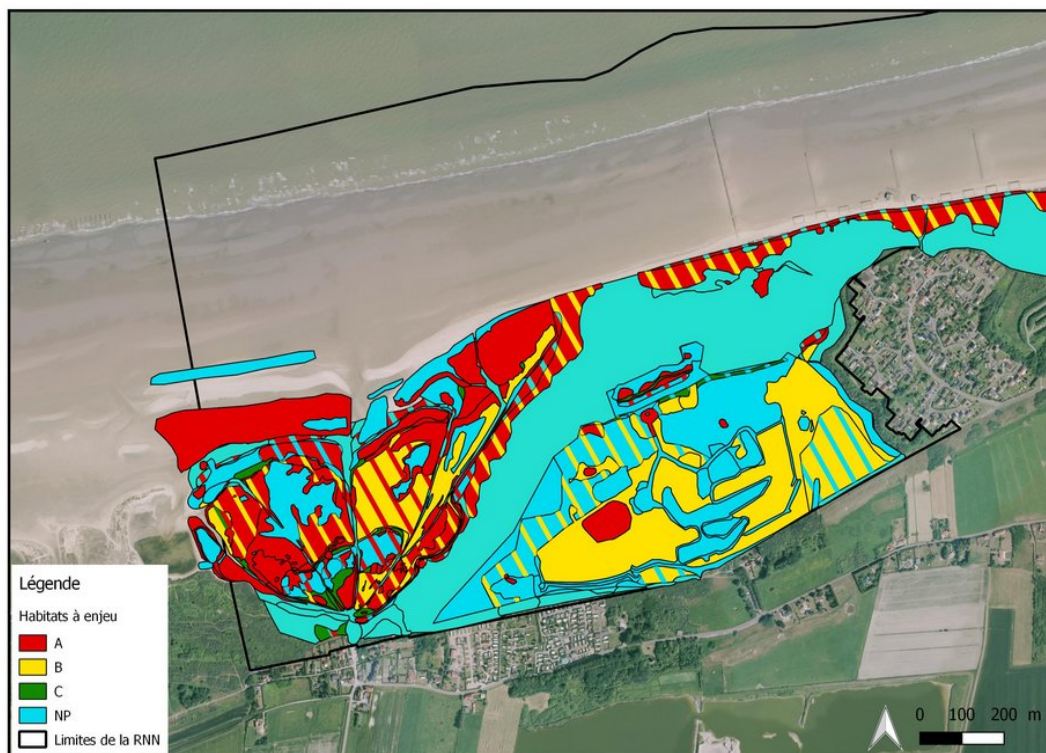 Légende
Habitats à enjeu
A
B
C
NP
Limites de la RNN
0 100 200 m